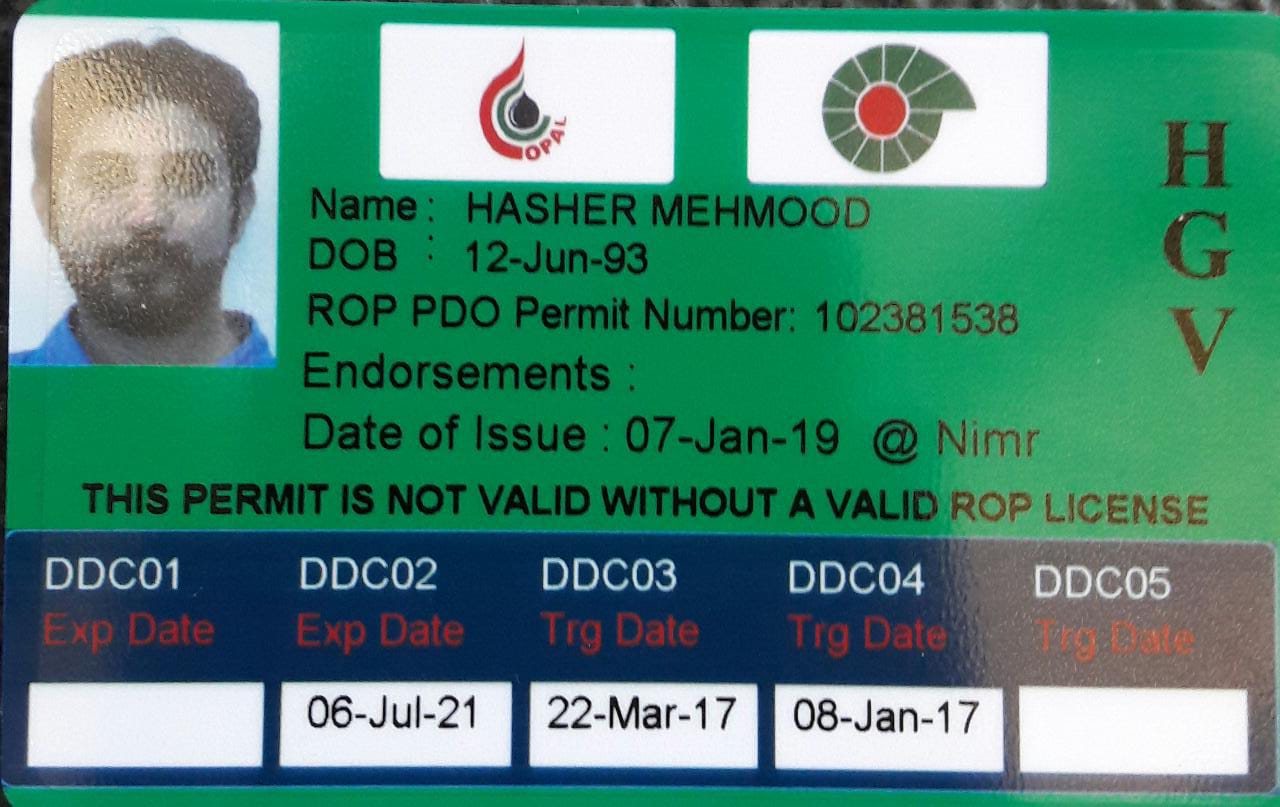 OPAL
Name : HASHER MEHMOOD
DOB : 12-Jun-93
ROP PDO Permit Number: 102381538
Endorsements :
Date of Issue : 07-Jan-19 @ Nimr
H
G
V
THIS PERMIT IS NOT VALID WITHOUT A VALID ROP LICENSE
DDC01 DDC02 DDC03 DDC04 DDC05
Exp Date Exp Date Trg Date Trg Date Trg Date
06-Jul-21 22-Mar-17 08-Jan-17